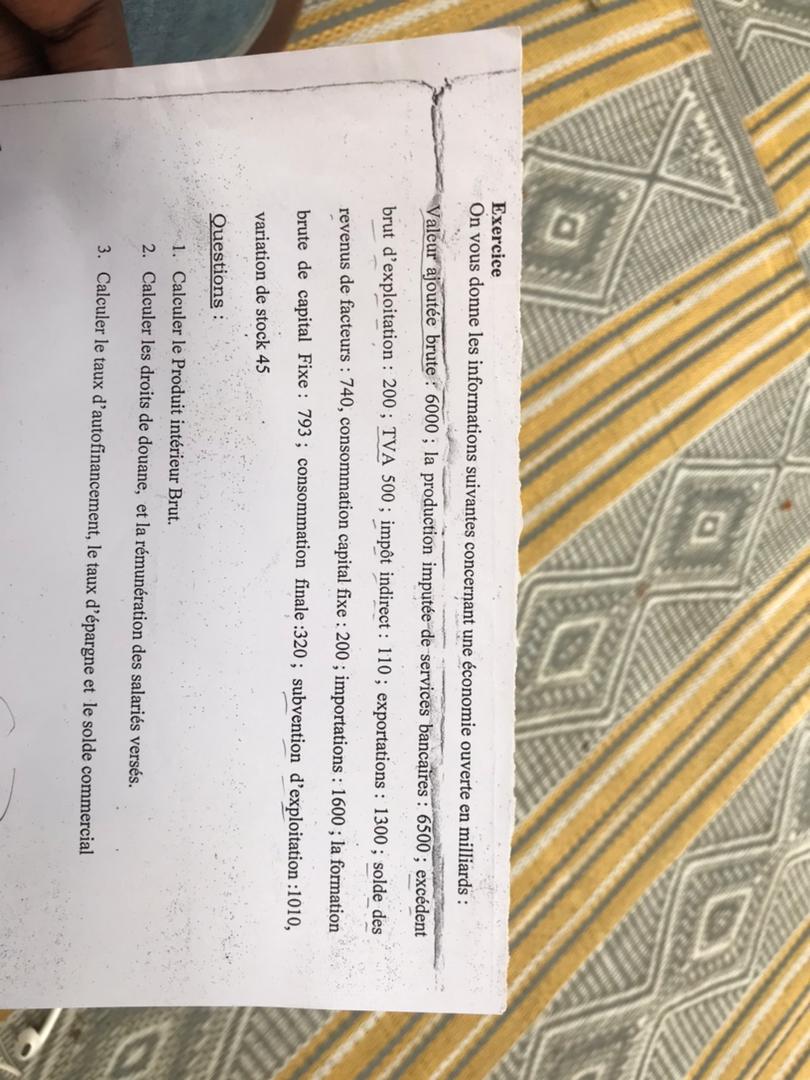 Exercice
On vous donne les informations suivantes concernant une économie ouverte en milliards :
Valeur ajoutée brute : 6000 ; la production imputée de services bancaires : 6500 ; excédent
brut d'exploitation : 200 ; TVA 500 ; impôt indirect : 110 ; exportations : 1300 ; solde des
revenus de facteurs : 740, consommation capital fixe : 200 ; importations : 1600 ; la formation
brute de capital Fixe : 793 ; consommation finale :320 ; subvention d'exploitation :1010,
variation de stock 45
Questions :
1. Calculer le Produit intérieur Brut.
2. Calculer les droits de douane, et la rémunération des salariés versés.
3. Calculer le taux d'autofinancement, le taux d'épargne et le solde commercial